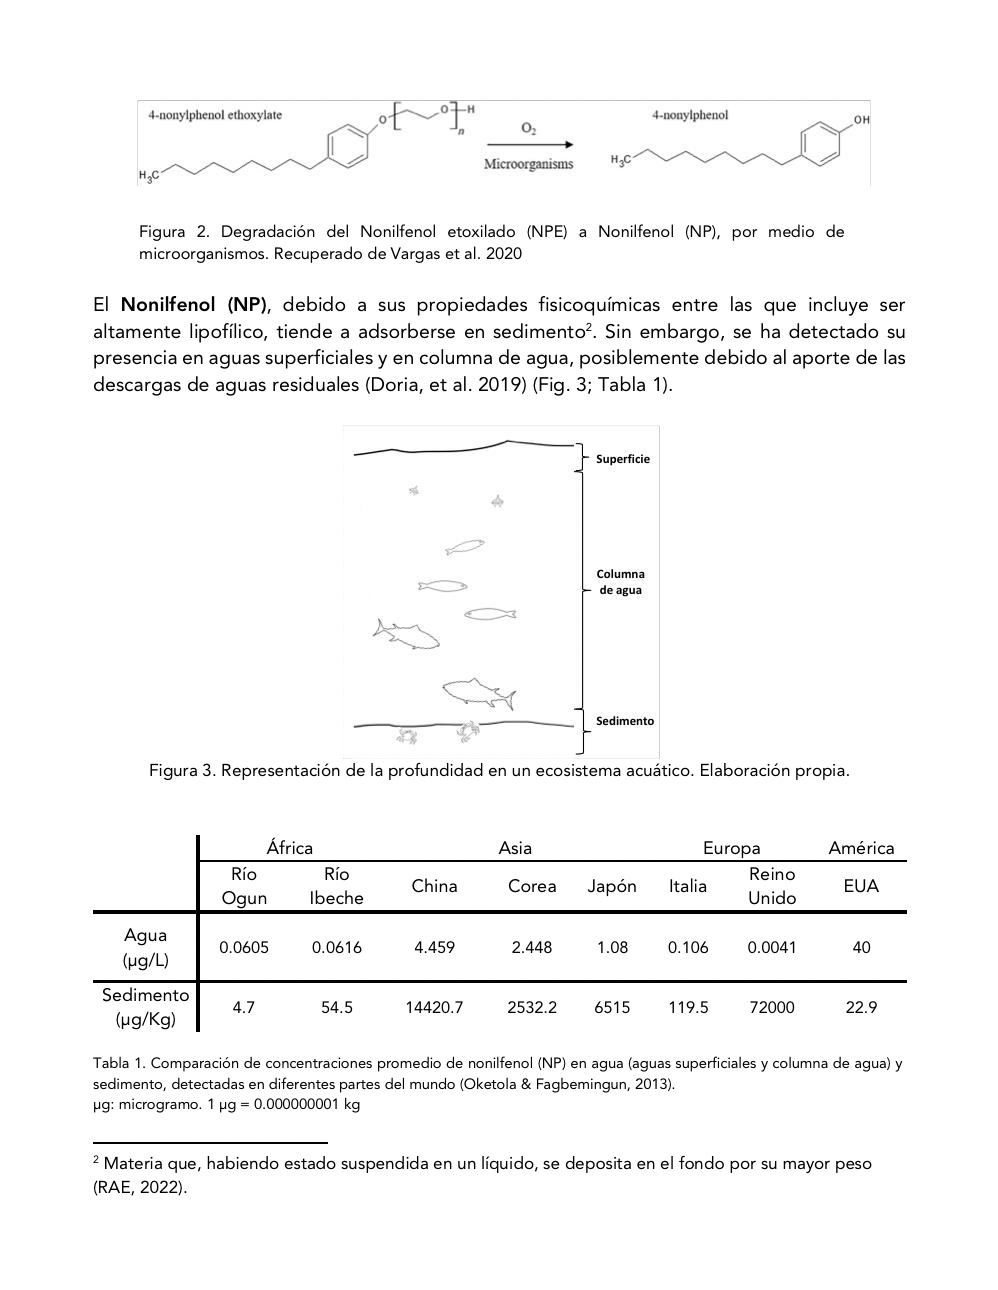 4-nonylphenol ethoxylate
H₃C
O
O
H
n
O₂
Microorganisms
4-nonylphenol
H₃C
OH
Figura 2. Degradación del Nonilfenol etoxilado (NPE) a Nonilfenol (NP), por medio de
microorganismos. Recuperado de Vargas et al. 2020
El Nonilfenol (NP), debido a sus propiedades fisicoquímicas entre las que incluye ser
altamente lipofílico, tiende a adsorberse en sedimento². Sin embargo, se ha detectado su
presencia en aguas superficiales y en columna de agua, posiblemente debido al aporte de las
descargas de aguas residuales (Doria, et al. 2019) (Fig. 3; Tabla 1).
Superficie
Columna
de agua
Sedimento
Figura 3. Representación de la profundidad en un ecosistema acuático. Elaboración propia.
África Asia Europa América
Río Ogun Río Ibeche China Corea Japón Italia Reino Unido EUA
Agua (µg/L) 0.0605 0.0616 4.459 2.448 1.08 0.106 0.0041 40
Sedimento (µg/Kg) 4.7 54.5 14420.7 2532.2 6515 119.5 72000 22.9
Tabla 1. Comparación de concentraciones promedio de nonilfenol (NP) en agua (aguas superficiales y columna de agua) y
sedimento, detectadas en diferentes partes del mundo (Oketola & Fagbemingun, 2013).
µg: microgramo. 1 µg = 0.000000001 kg
² Materia que, habiendo estado suspendida en un líquido, se deposita en el fondo por su mayor peso
(RAE, 2022).